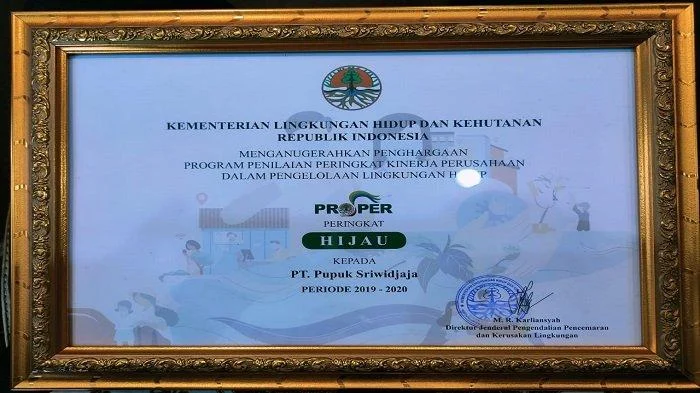 KEMENTERIAN LINGKUNGAN HIDUP DAN KEHUTANAN
REPUBLIK INDONESIA
MENGANUGERAHKAN PENGHARGAAN
PROGRAM PENILAIAN PERINGKAT KINERJA PERUSAHAAN
DALAM PENGELOLAAN LINGKUNGAN HIDUP
PROPER
PERINGKAT
HIJAU
KEPADA
PT. Pupuk Sriwidjaja
PERIODE 2019 - 2020
M. R. Karliansyah
Direktur Jenderal Pengendalian Pencemaran
dan Kerusakan Lingkungan